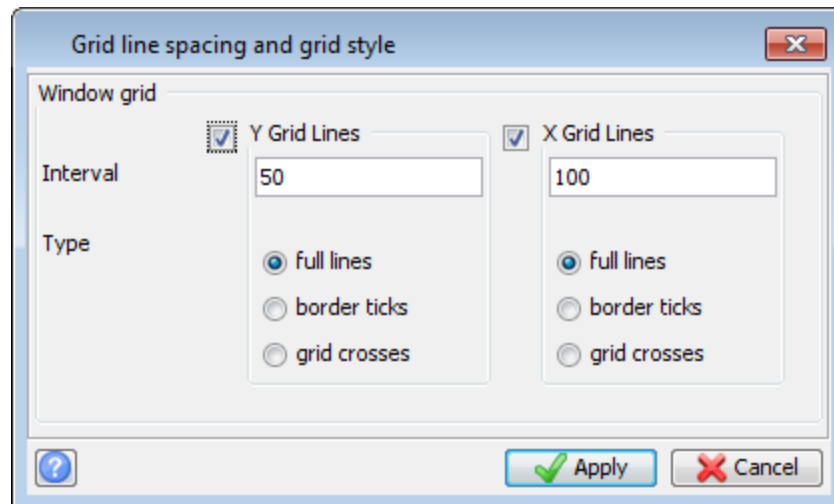 Grid line spacing and grid style
Window grid
Y Grid Lines
X Grid Lines
Interval
50
100
Type
full lines
full lines
border ticks
border ticks
grid crosses
grid crosses
?
Apply
Cancel